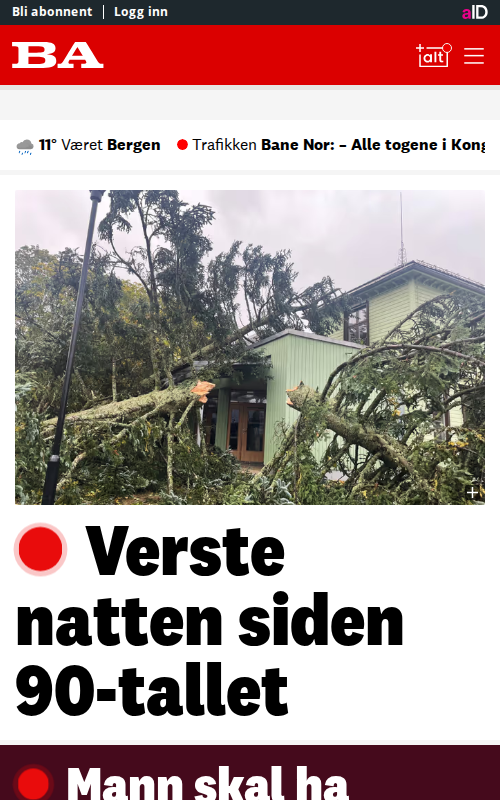 Bli abonnent | Logg inn
aID
BA
+alt
11° Været Bergen
Trafikken Bane Nor: – Alle togene i Kong
Verste
natten siden
90-tallet
Mann skal ha